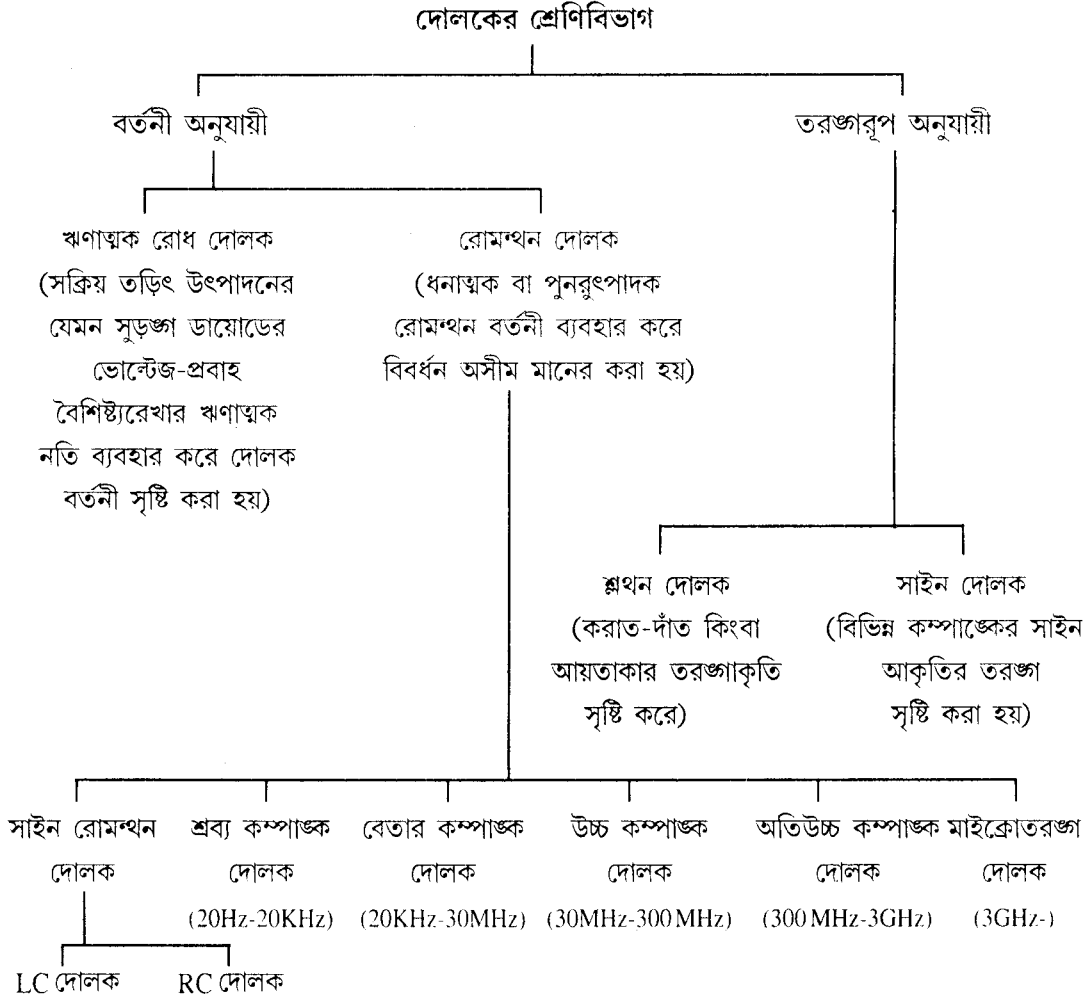 দোলকের শ্রেণিবিভাগ
বর্তনী অনুযায়ী
তরঙ্গরূপ অনুযায়ী
ঋণাত্মক রোধ দোলক
(সক্রিয় তড়িৎ উৎপাদনের
যেমন সুড়ঙ্গ ডায়োডের
ভোল্টেজ-প্রবাহ
বৈশিষ্ট্যরেখার ঋণাত্মক
নতি ব্যবহার করে দোলক
বর্তনী সৃষ্টি করা হয়)
রোমন্থন দোলক
(ধনাত্মক বা পুনরুৎপাদক
রোমন্থন বর্তনী ব্যবহার করে
বিবর্ধন অসীম মানের করা হয়)
শ্লথন দোলক
(করাত-দাঁত কিংবা
আয়তাকার তরঙ্গাকৃতি
সৃষ্টি করে)
সাইন দোলক
(বিভিন্ন কম্পাঙ্কের সাইন
আকৃতির তরঙ্গ
সৃষ্টি করা হয়)
সাইন রোমন্থন
দোলক
শ্রব্য কম্পাঙ্ক
দোলক
(20Hz-20KHz)
বেতার কম্পাঙ্ক
দোলক
(20KHz-30MHz)
উচ্চ কম্পাঙ্ক
দোলক
(30MHz-300MHz)
অতিউচ্চ কম্পাঙ্ক
দোলক
(300MHz-3GHz)
মাইক্রোতরঙ্গ
দোলক
(3GHz-)
LC দোলক
RC দোলক